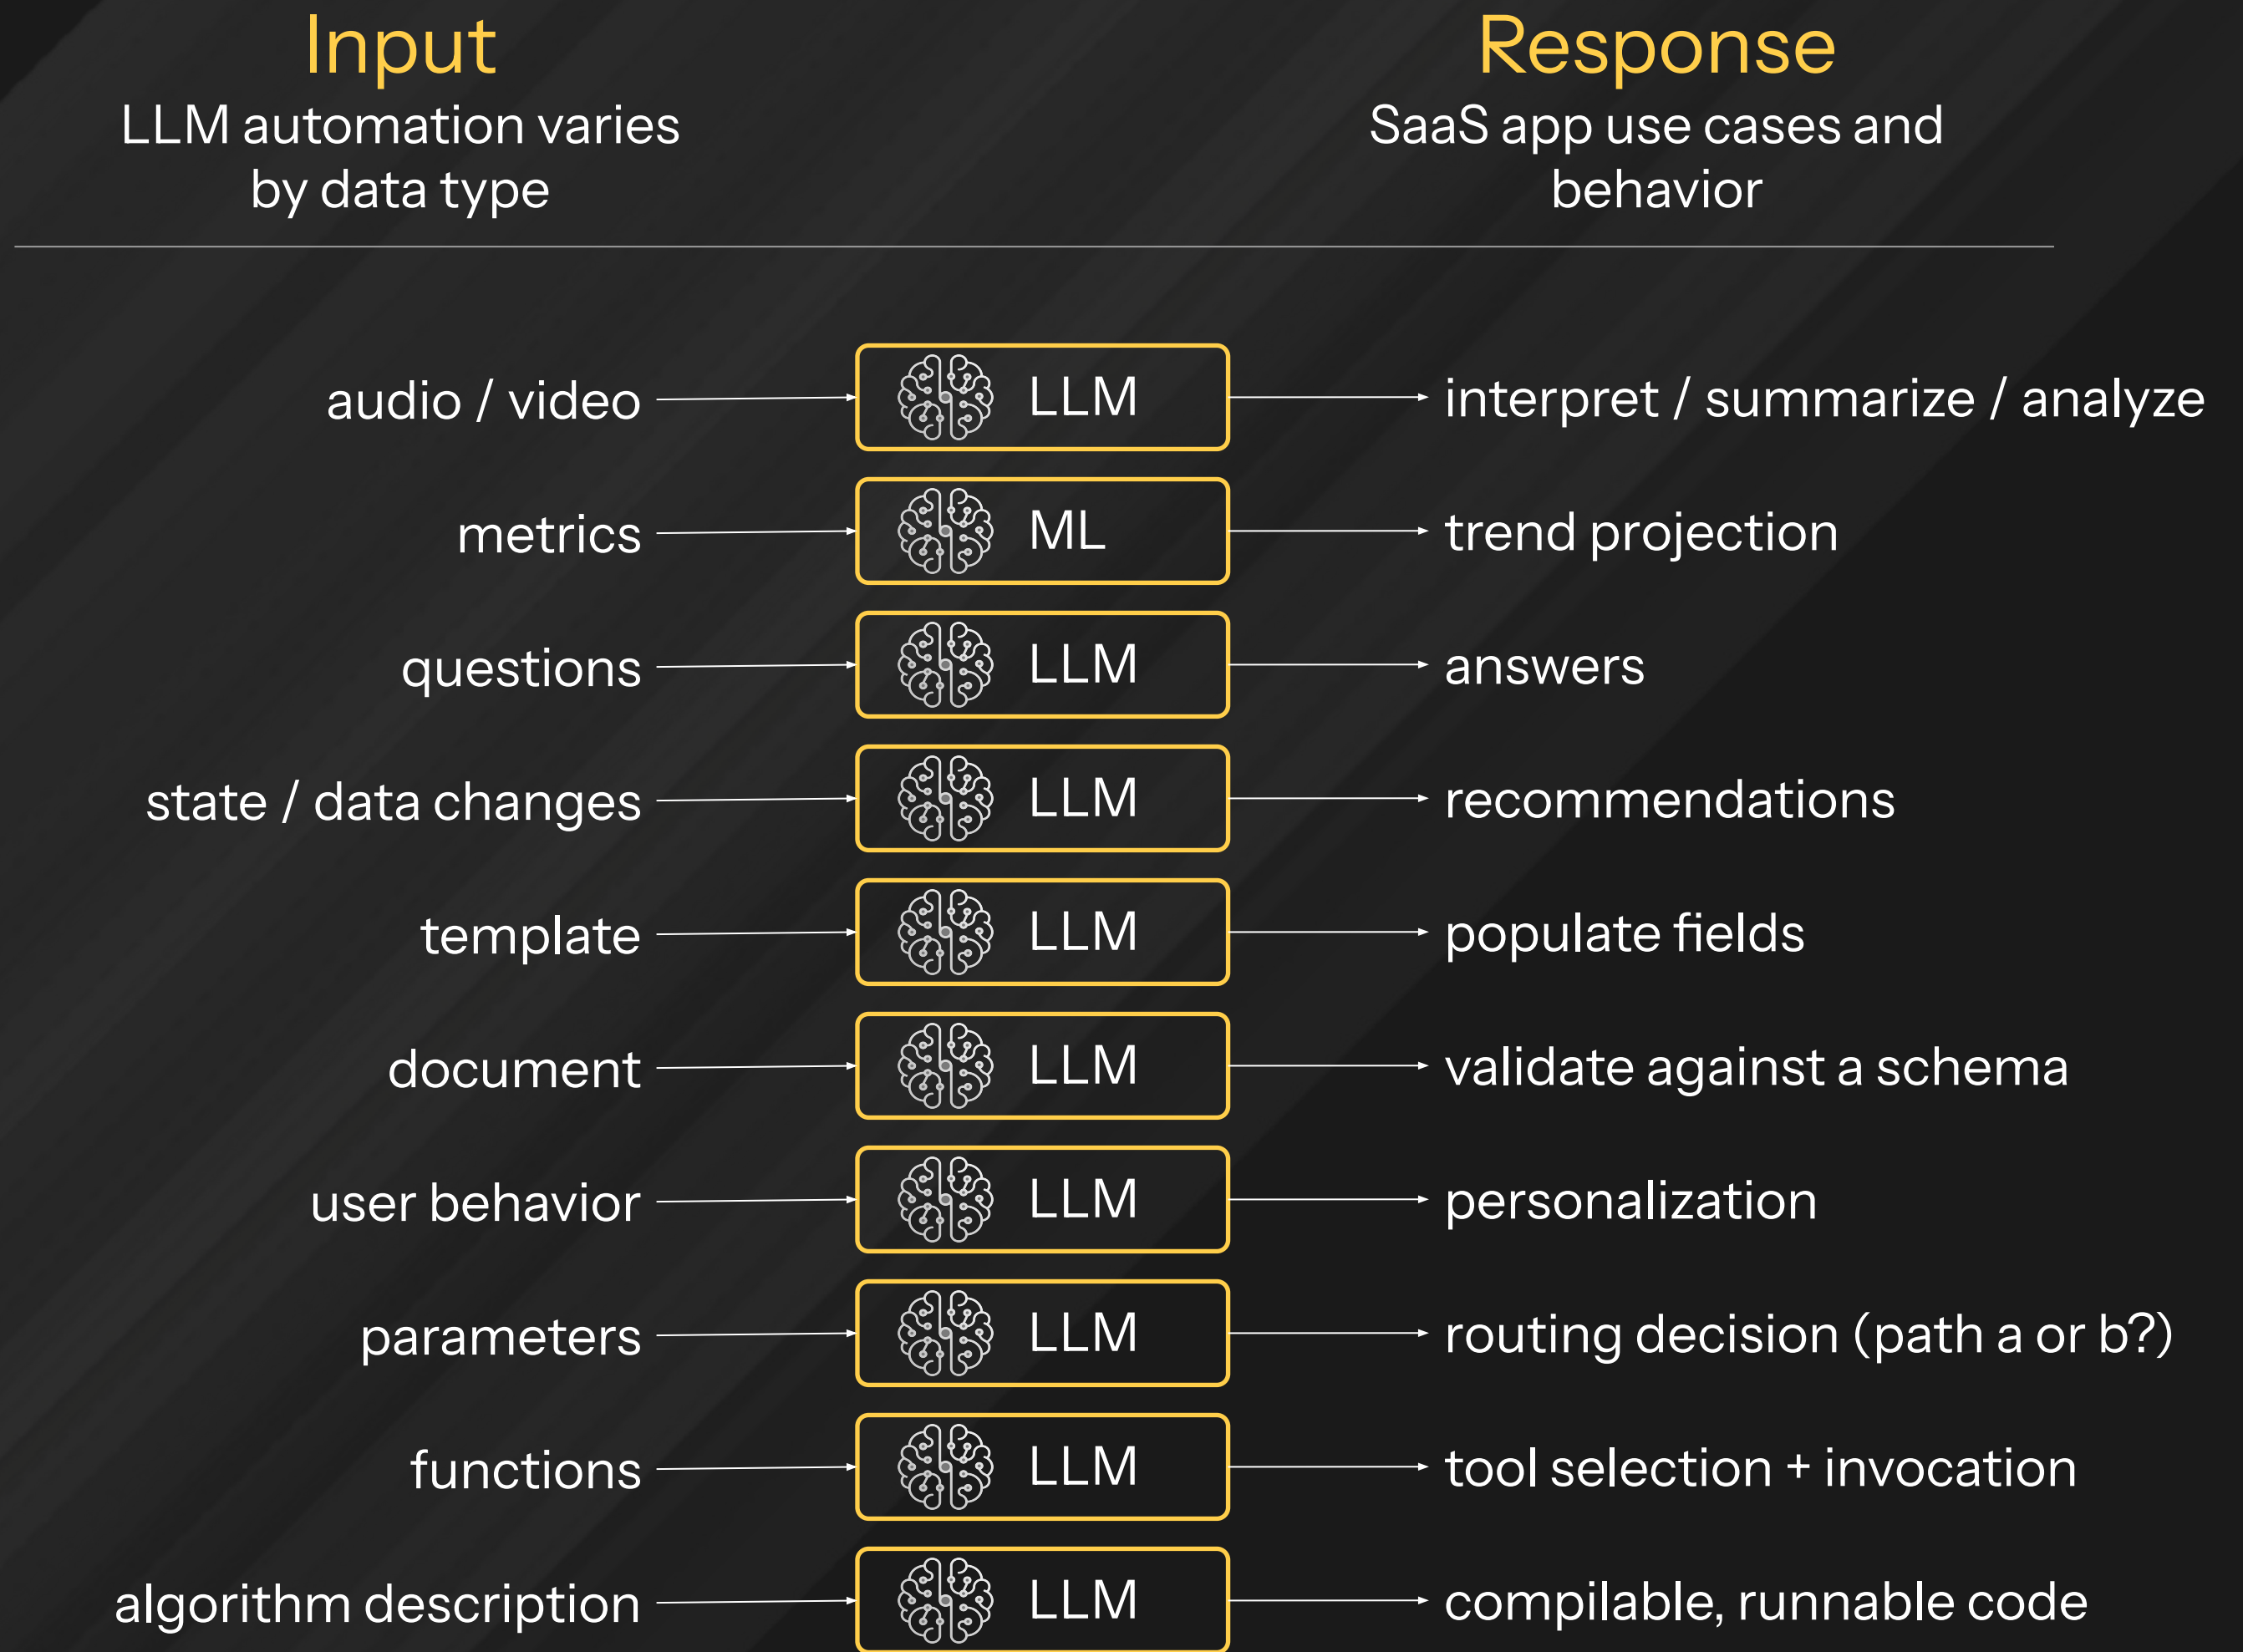 Input
LLM automation varies
by data type
Response
SaaS app use cases and
behavior
audio / video
LLM
interpret / summarize / analyze
metrics
ML
trend projection
questions
LLM
answers
state / data changes
LLM
recommendations
template
LLM
populate fields
document
LLM
validate against a schema
user behavior
LLM
personalization
parameters
LLM
routing decision (path a or b?)
functions
LLM
tool selection + invocation
algorithm description
LLM
compilable, runnable code